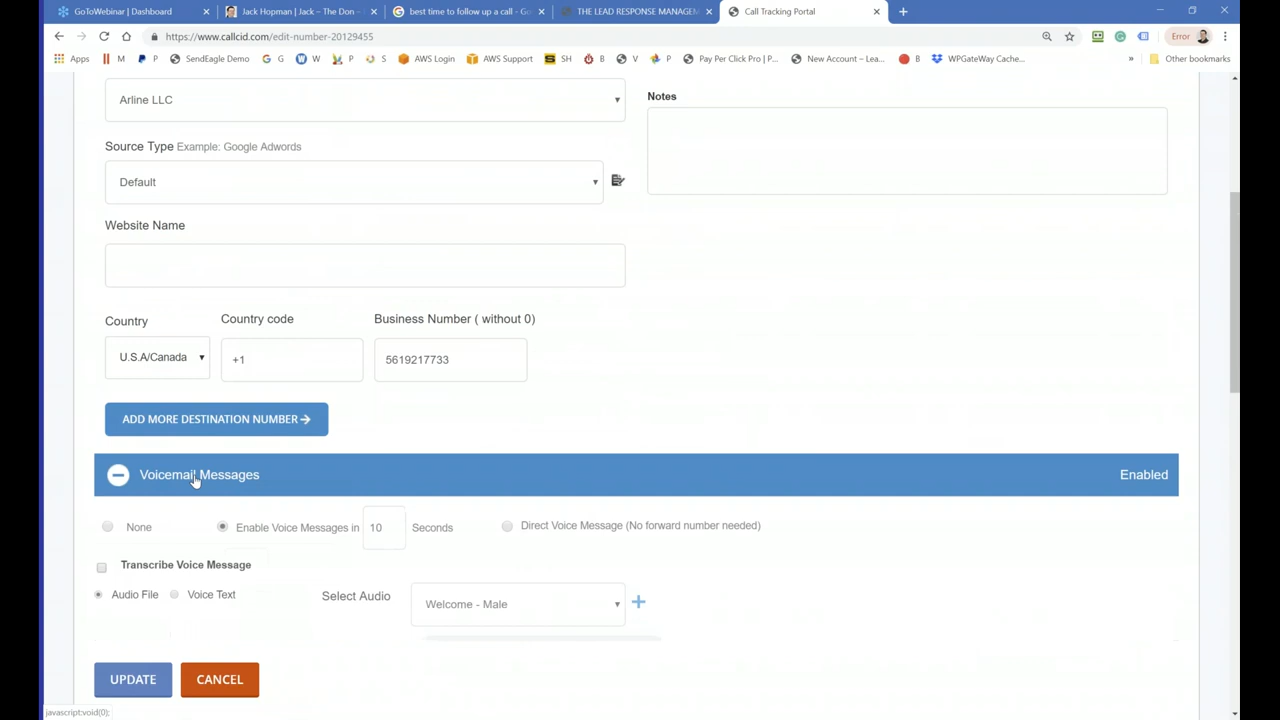 GoToWebinar | Dashboard
Jack Hopman | Jack – The Don –
best time to follow up a call - Go
THE LEAD RESPONSE MANAGEM
Call Tracking Portal
https://www.callcid.com/edit-number-20129455
Error
Apps M P SendEagle Demo G G W P S AWS Login AWS Support SH B V P Pay Per Click Pro | P... New Account – Lea... B WPGateWay Cache... » Other bookmarks
Arline LLC
Notes
Source Type Example: Google Adwords
Default
Website Name
Country
Country code
Business Number ( without 0)
U.S.A/Canada
+1
5619217733
ADD MORE DESTINATION NUMBER
Voicemail Messages
Enabled
None
Enable Voice Messages in 10 Seconds
Direct Voice Message (No forward number needed)
Transcribe Voice Message
Audio File
Voice Text
Select Audio
Welcome - Male
UPDATE
CANCEL
javascript:void(0);